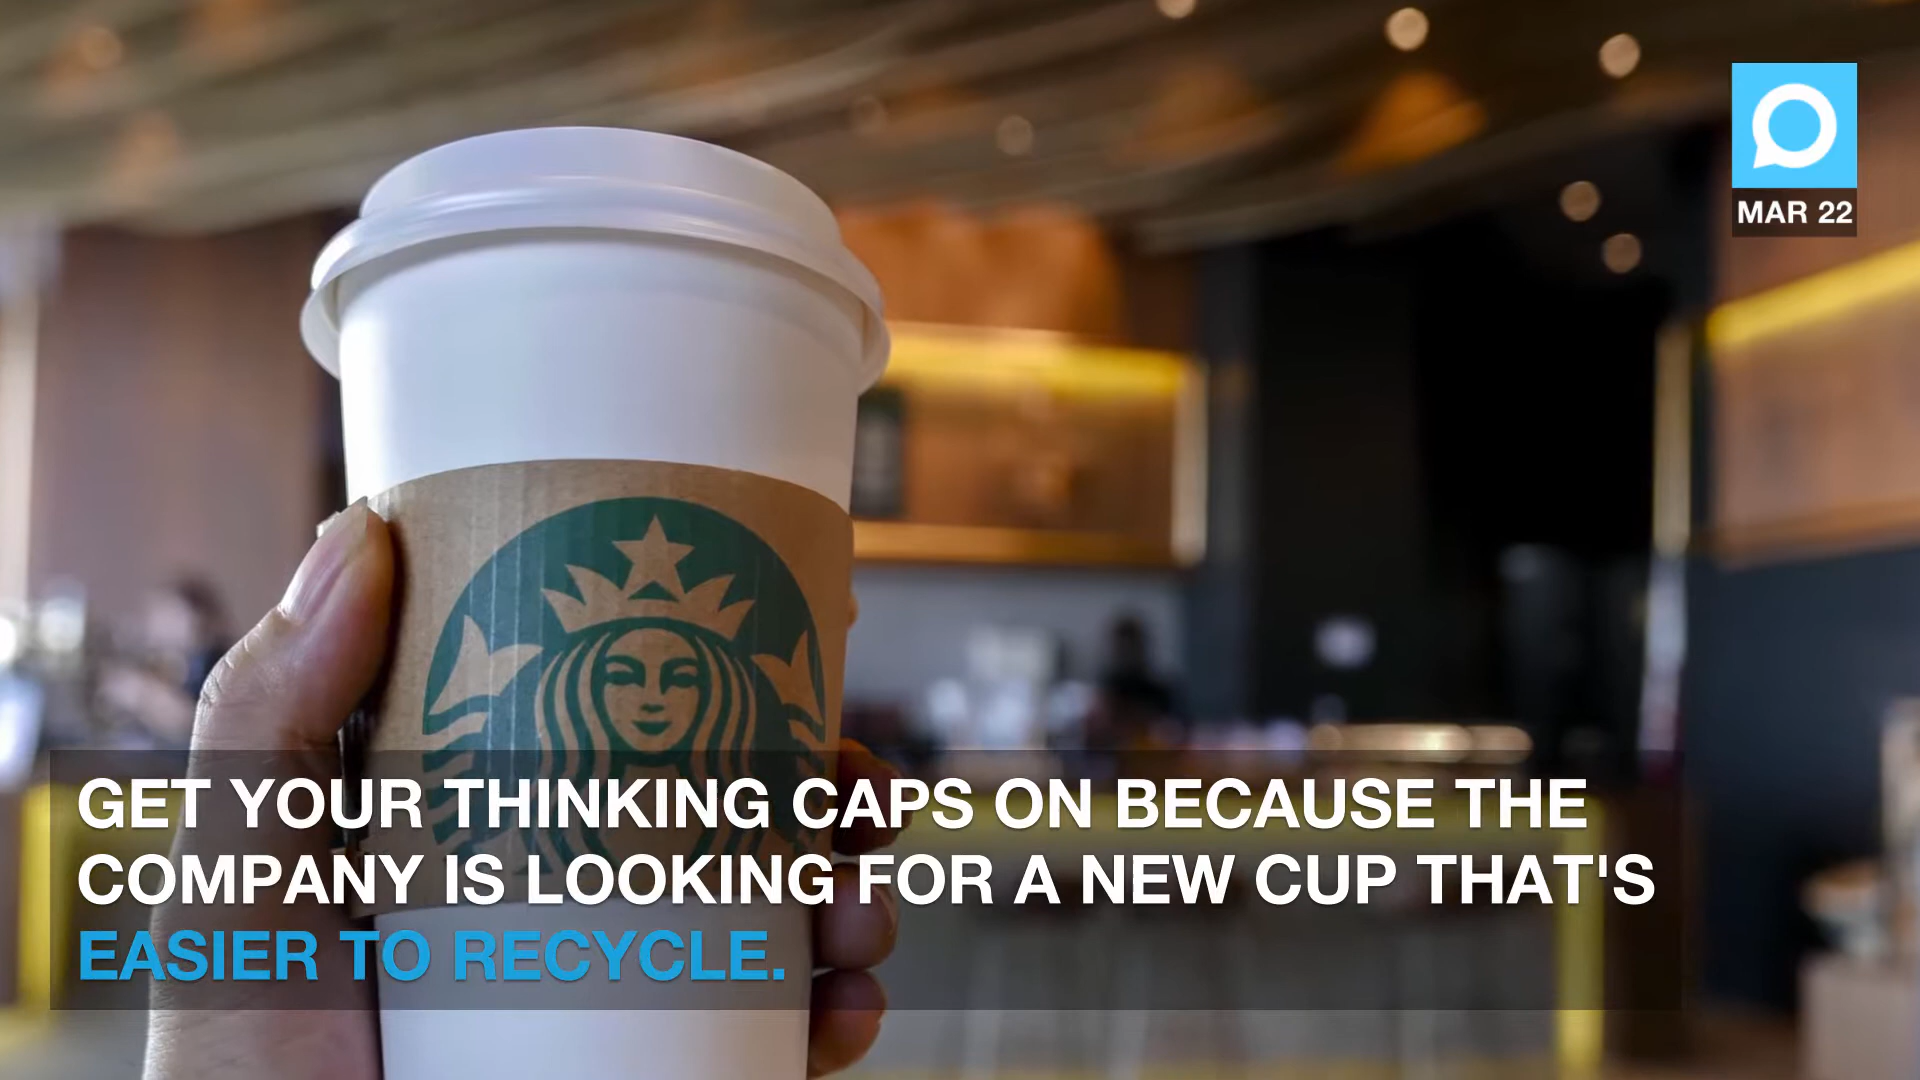 MAR 22
GET YOUR THINKING CAPS ON BECAUSE THE
COMPANY IS LOOKING FOR A NEW CUP THAT'S
EASIER TO RECYCLE.